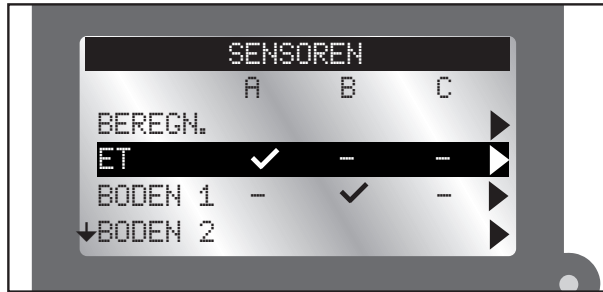 SENSOREN
A B C
BEREGN.
ET ✓ – –
BODEN 1 – ✓ –
BODEN 2